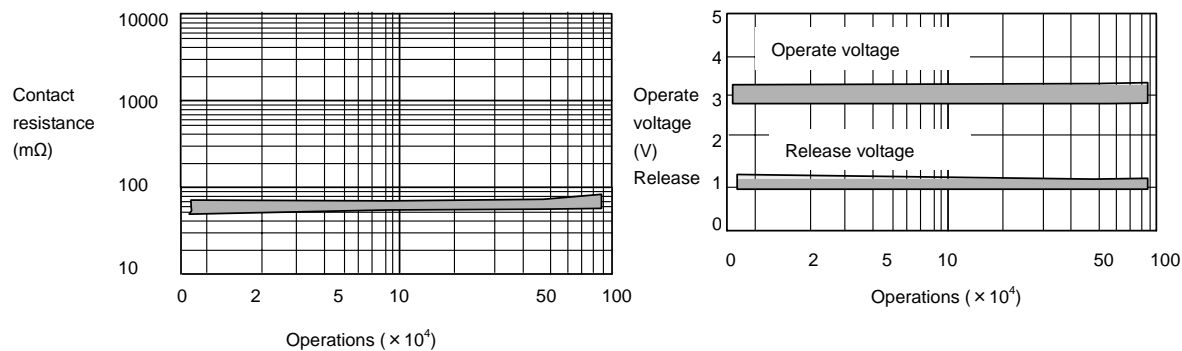 10000
1000
100
10
Contact
resistance
(mΩ)
0 2 5 10 50 100
Operations ( × 10⁴)
5
4
3
2
1
0
Operate voltage
Release voltage
Operate
voltage
(V)
Release
0 2 5 10 50 100
Operations ( × 10⁴)